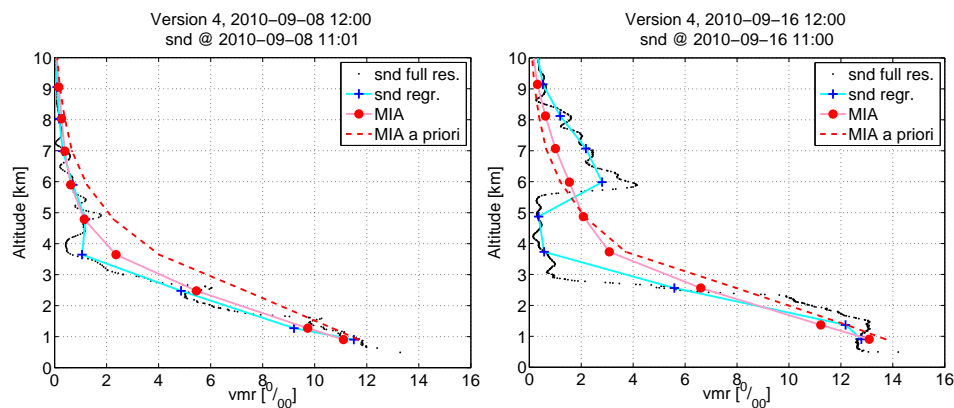 Version 4, 2010−09−08 12:00
snd @ 2010−09−08 11:01
10
9
8
7
6
5
4
3
2
1
0
Altitude [km]
snd full res.
snd regr.
MIA
MIA a priori
0 2 4 6 8 10 12 14 16
vmr [0/00]
Version 4, 2010−09−16 12:00
snd @ 2010−09−16 11:00
10
9
8
7
6
5
4
3
2
1
0
Altitude [km]
snd full res.
snd regr.
MIA
MIA a priori
0 2 4 6 8 10 12 14 16
vmr [0/00]